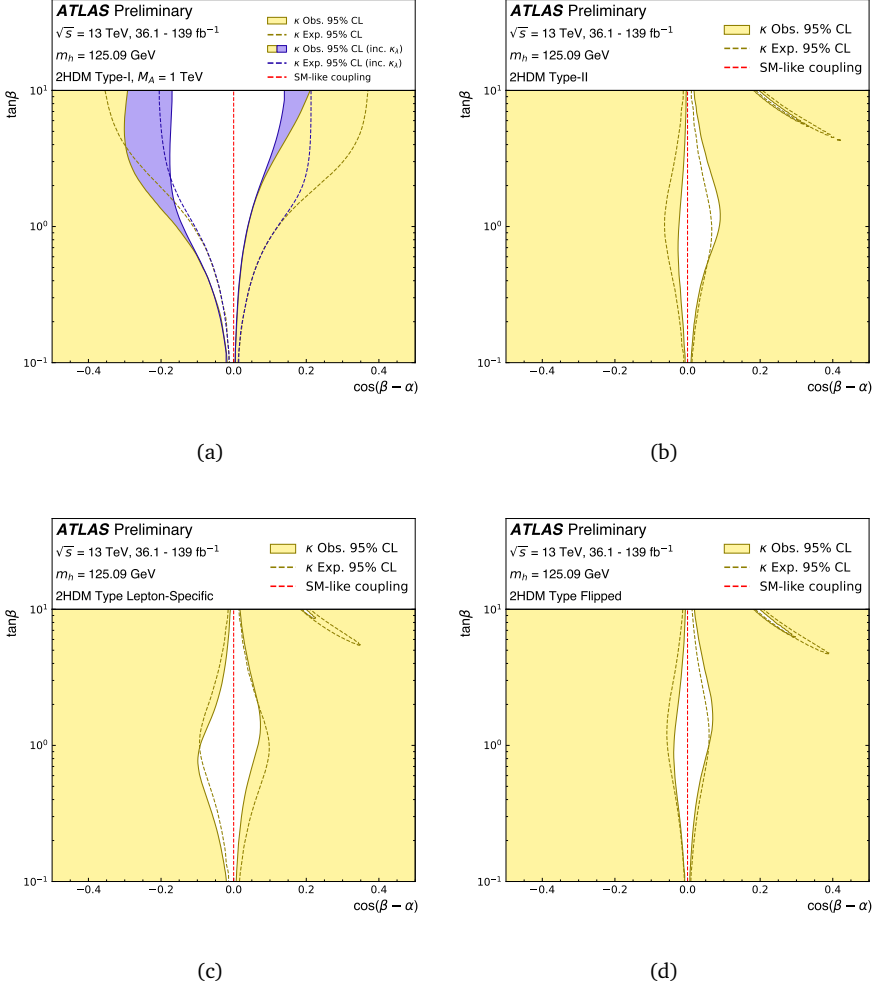 ATLAS Preliminary
√s = 13 TeV, 36.1 - 139 fb⁻¹
m_h = 125.09 GeV
2HDM Type-I, M_A = 1 TeV
κ Obs. 95% CL
κ Exp. 95% CL
κ Obs. 95% CL (inc. κ_λ)
κ Exp. 95% CL (inc. κ_λ)
SM-like coupling
tanβ
10¹
10⁰
10⁻¹
−0.4 −0.2 0.0 0.2 0.4
cos(β − α)
(a)
ATLAS Preliminary
√s = 13 TeV, 36.1 - 139 fb⁻¹
m_h = 125.09 GeV
2HDM Type-II
κ Obs. 95% CL
κ Exp. 95% CL
SM-like coupling
tanβ
10¹
10⁰
10⁻¹
−0.4 −0.2 0.0 0.2 0.4
cos(β − α)
(b)
ATLAS Preliminary
√s = 13 TeV, 36.1 - 139 fb⁻¹
m_h = 125.09 GeV
2HDM Type Lepton-Specific
κ Obs. 95% CL
κ Exp. 95% CL
SM-like coupling
tanβ
10¹
10⁰
10⁻¹
−0.4 −0.2 0.0 0.2 0.4
cos(β − α)
(c)
ATLAS Preliminary
√s = 13 TeV, 36.1 - 139 fb⁻¹
m_h = 125.09 GeV
2HDM Type Flipped
κ Obs. 95% CL
κ Exp. 95% CL
SM-like coupling
tanβ
10¹
10⁰
10⁻¹
−0.4 −0.2 0.0 0.2 0.4
cos(β − α)
(d)